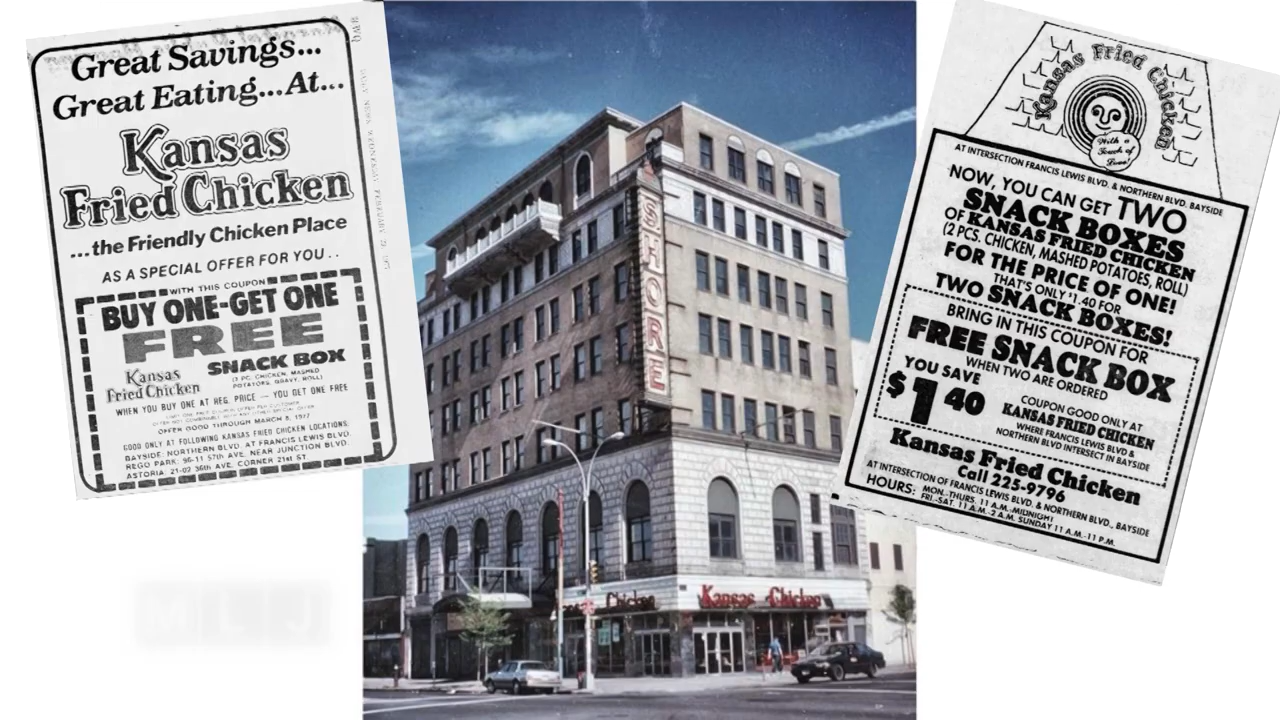 Great Savings...
Great Eating...At...
Kansas
Fried Chicken
...the Friendly Chicken Place
AS A SPECIAL OFFER FOR YOU..
WITH THIS COUPON
BUY ONE-GET ONE
FREE
Kansas
Fried Chicken
SNACK BOX
POTATOES, GRAVY, ROLL)
WHEN YOU BUY ONE AT REG. PRICE — YOU GET ONE FREE
OFFER GOOD THROUGH MARCH 8, 1977
GOOD ONLY AT FOLLOWING KANSAS FRIED CHICKEN LOCATIONS:
BAYSIDE: NORTHERN BLVD. AT FRANCIS LEWIS BLVD.
REGO PARK: 96-11 57th AVE. NEAR JUNCTION BLVD.
ASTORIA: 21-02 36th AVE. CORNER 21st ST.
SHORE
Chicken
Kansas Chicken
MLJ
Kansas Fried Chicken
With a
Touch of
Love!
AT INTERSECTION FRANCIS LEWIS BLVD. & NORTHERN BLVD., BAYSIDE
NOW, YOU CAN GET TWO
SNACK BOXES
OF KANSAS FRIED CHICKEN
(2 PCS. CHICKEN, MASHED POTATOES, ROLL)
FOR THE PRICE OF ONE!
THAT'S ONLY $1.40 FOR
TWO SNACK BOXES!
BRING IN THIS COUPON FOR
FREE SNACK BOX
WHEN TWO ARE ORDERED
YOU SAVE
$1.40
COUPON GOOD ONLY AT
KANSAS FRIED CHICKEN
WHERE FRANCIS LEWIS BLVD &
NORTHERN BLVD INTERSECT IN BAYSIDE
Kansas Fried Chicken
Call 225-9796
AT INTERSECTION OF FRANCIS LEWIS BLVD. & NORTHERN BLVD., BAYSIDE
HOURS: MON.-THURS. 11 A.M.-MIDNIGHT
FRI.-SAT. 11 A.M.-2 A.M. SUNDAY 11 A.M.-11 P.M.